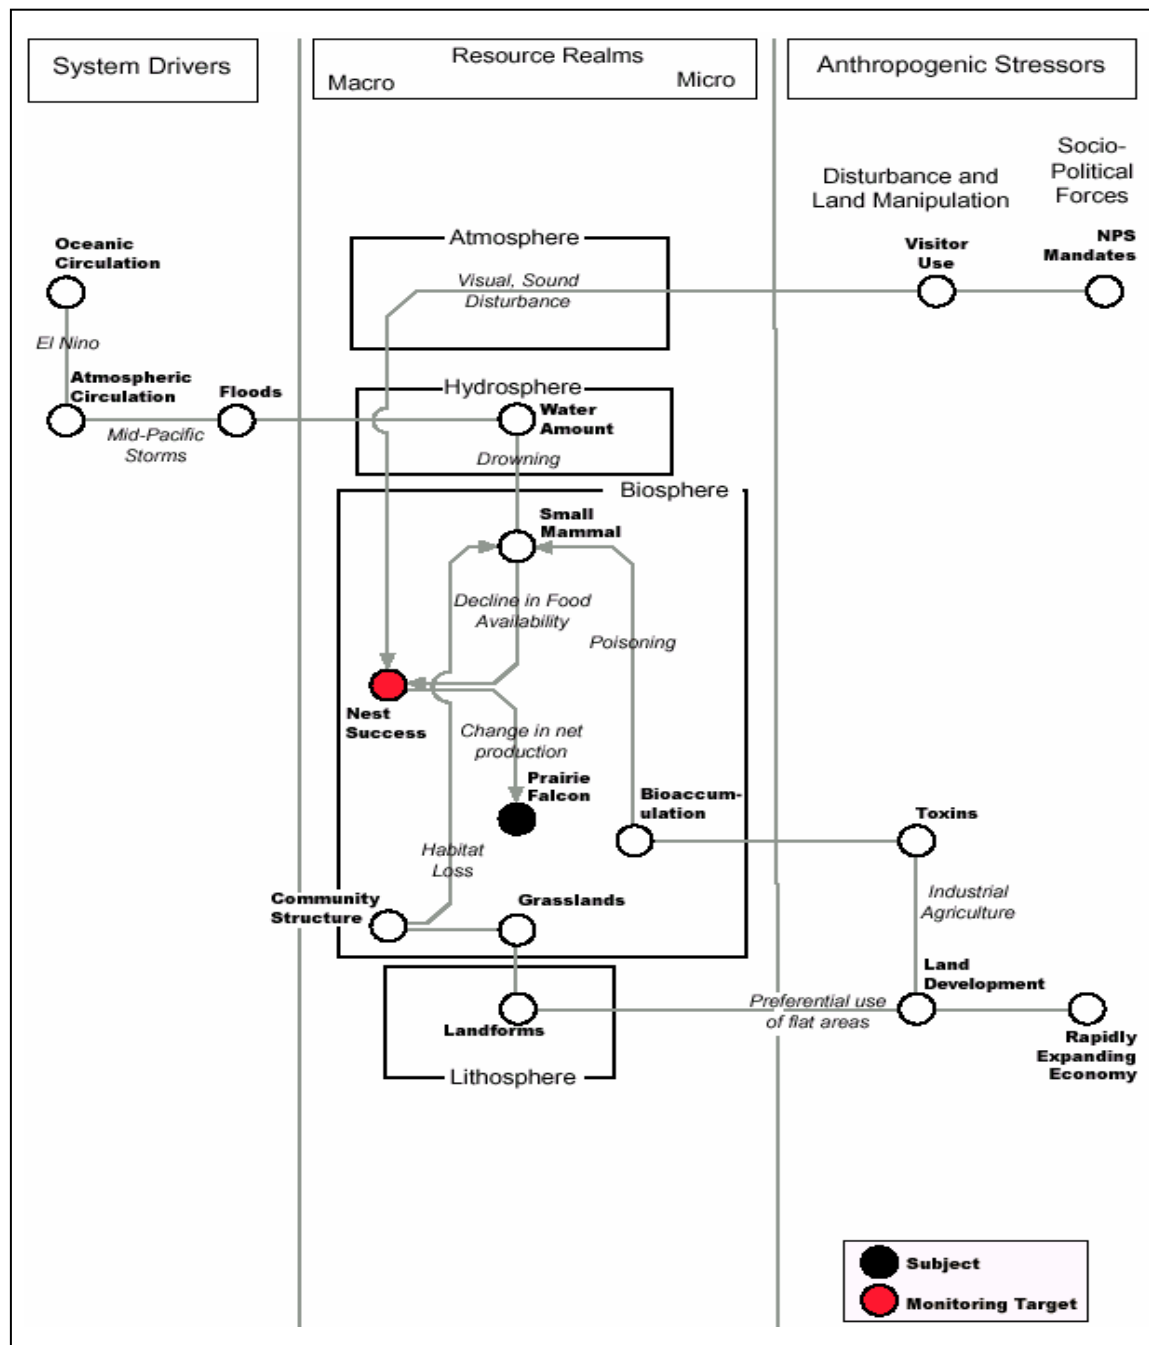 System Drivers
Resource Realms
Macro
Micro
Anthropogenic Stressors
Socio-
Political
Forces
Disturbance and
Land Manipulation
Oceanic
Circulation
Atmosphere
Visitor
Use
NPS
Mandates
Visual, Sound
Disturbance
El Nino
Atmospheric
Circulation
Floods
Mid-Pacific
Storms
Hydrosphere
Water
Amount
Drowning
Biosphere
Small
Mammal
Decline in Food
Availability
Poisoning
Nest
Success
Change in net
production
Prairie
Falcon
Bioaccum-
ulation
Toxins
Habitat
Loss
Industrial
Agriculture
Community
Structure
Grasslands
Land
Development
Preferential use
of flat areas
Landforms
Lithosphere
Rapidly
Expanding
Economy
Subject
Monitoring Target